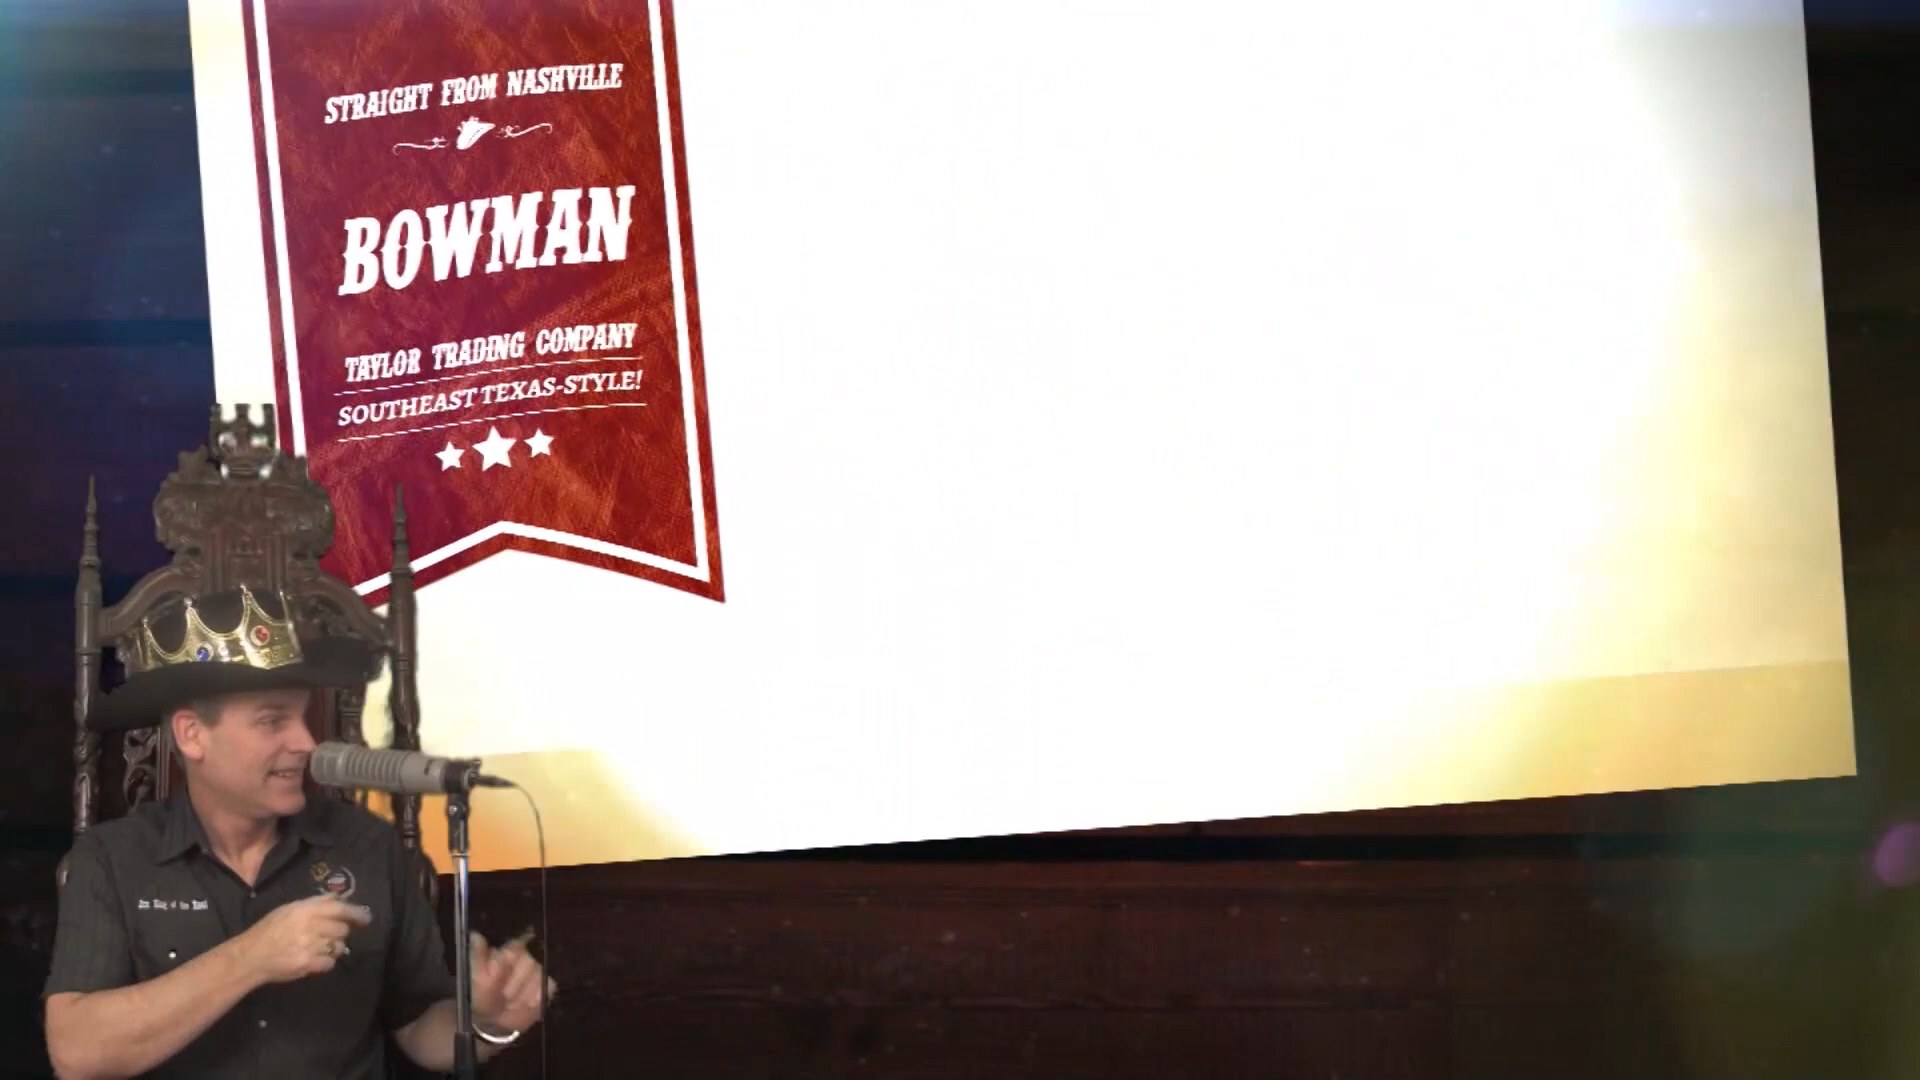 STRAIGHT FROM NASHVILLE
BOWMAN
TAYLOR TRADING COMPANY
SOUTHEAST TEXAS-STYLE!